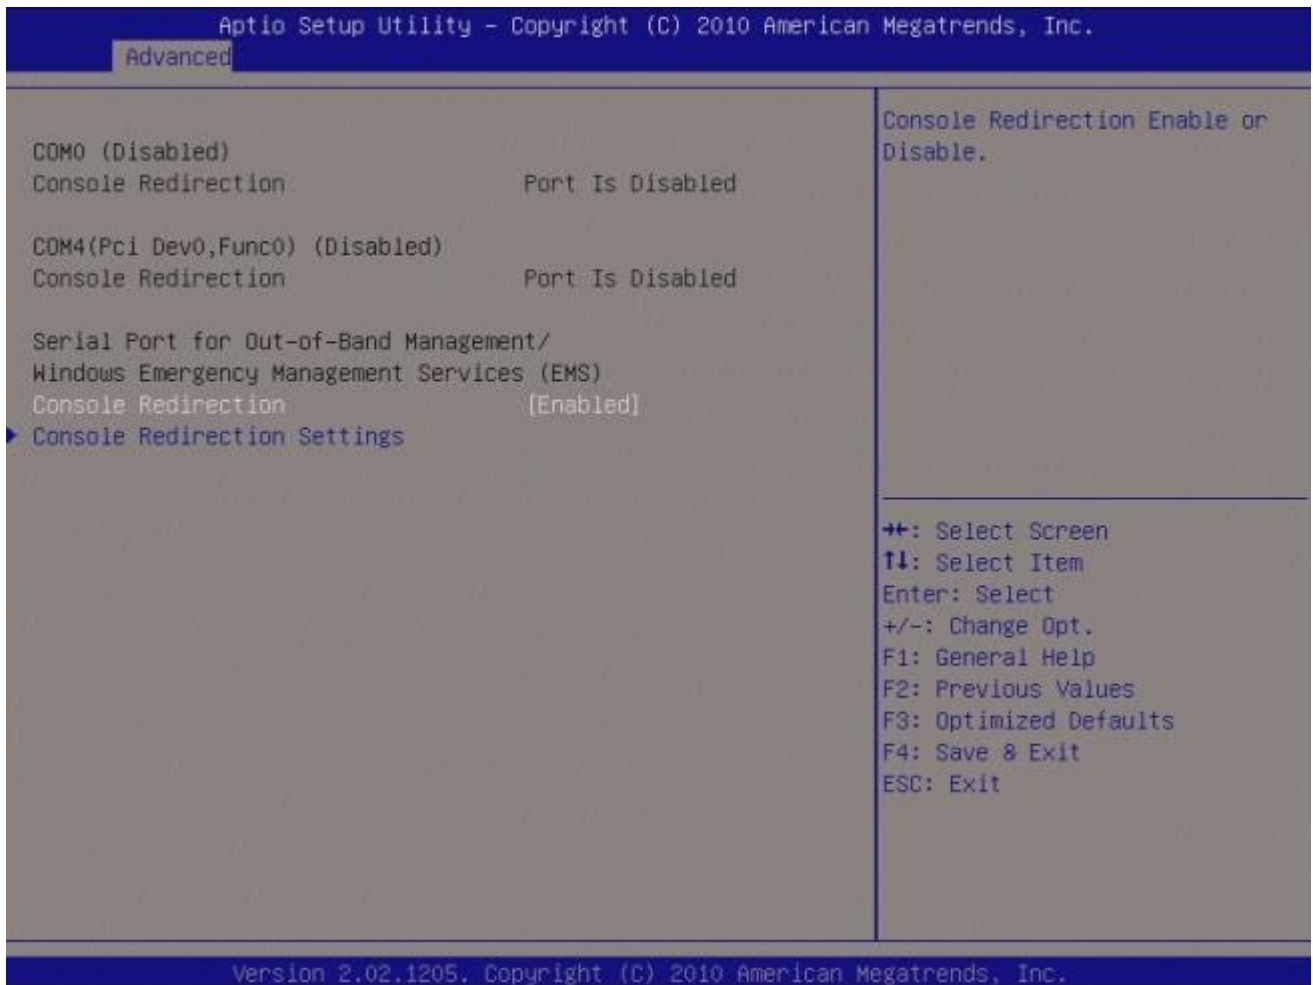 Aptio Setup Utility – Copyright (C) 2010 American Megatrends, Inc.
Advanced
COM0 (Disabled)
Console Redirection Port Is Disabled
COM4(Pci Dev0,Func0) (Disabled)
Console Redirection Port Is Disabled
Serial Port for Out-of-Band Management/
Windows Emergency Management Services (EMS)
Console Redirection [Enabled]
Console Redirection Settings
Console Redirection Enable or
Disable.
→←: Select Screen
↑↓: Select Item
Enter: Select
+/-: Change Opt.
F1: General Help
F2: Previous Values
F3: Optimized Defaults
F4: Save & Exit
ESC: Exit
Version 2.02.1205. Copyright (C) 2010 American Megatrends, Inc.